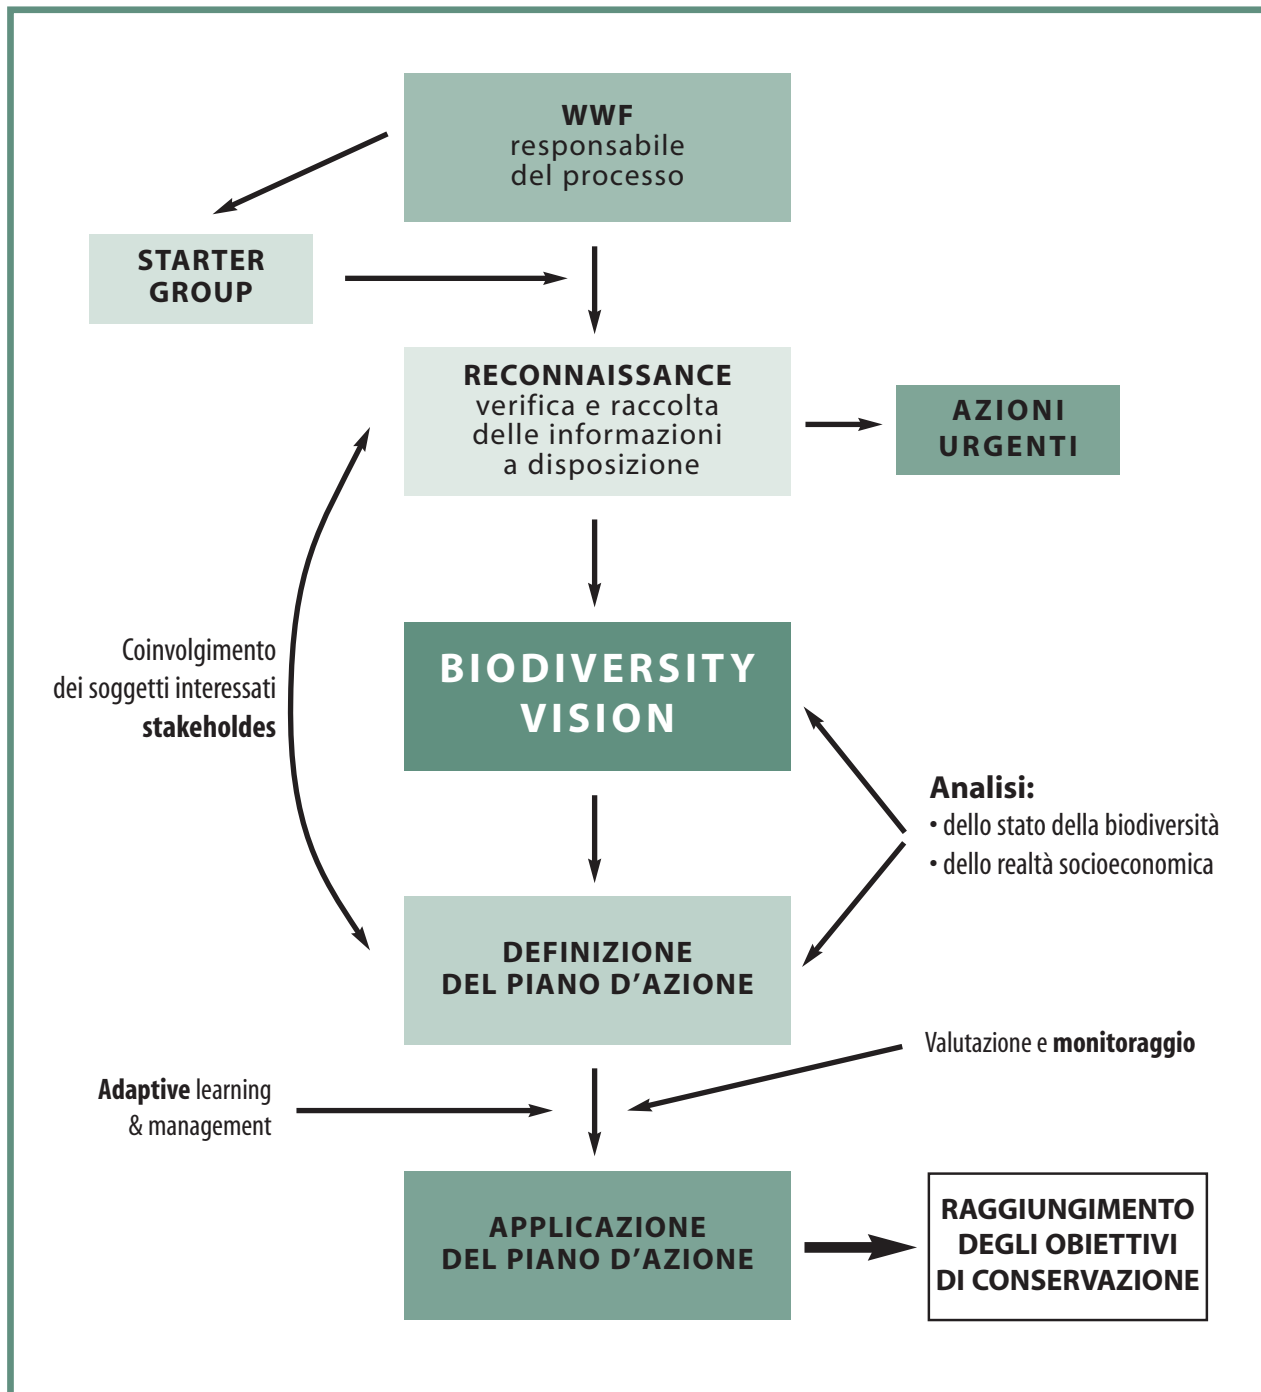 WWF
responsabile
del processo
STARTER
GROUP
RECONNAISSANCE
verifica e raccolta
delle informazioni
a disposizione
AZIONI
URGENTI
Coinvolgimento
dei soggetti interessati
stakeholdes
BIODIVERSITY
VISION
Analisi:
• dello stato della biodiversità
• dello realtà socioeconomica
DEFINIZIONE
DEL PIANO D’AZIONE
Valutazione e monitoraggio
Adaptive learning
& management
APPLICAZIONE
DEL PIANO D’AZIONE
RAGGIUNGIMENTO
DEGLI OBIETTIVI
DI CONSERVAZIONE